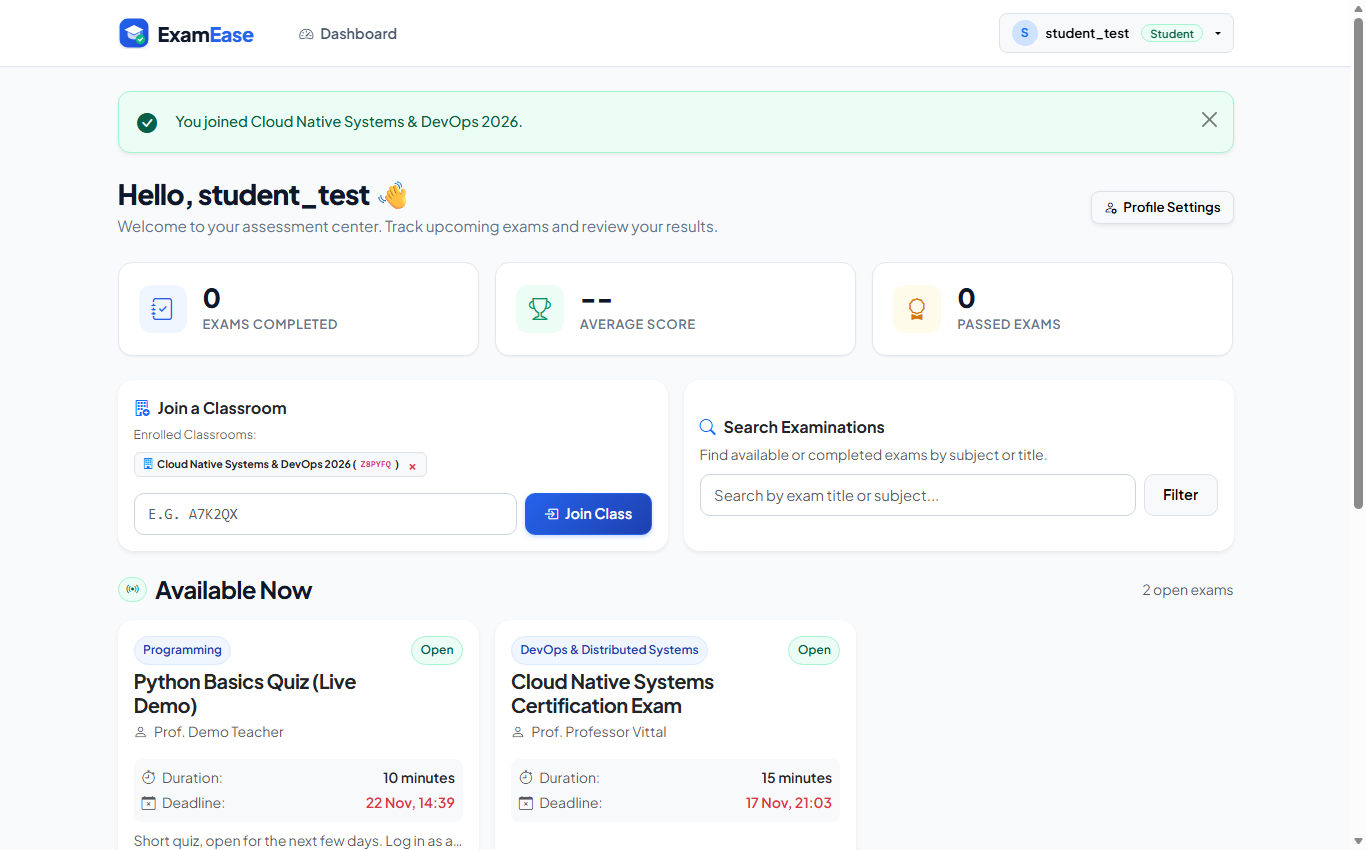 ExamEase
Dashboard
S student_test Student
You joined Cloud Native Systems & DevOps 2026.
Hello, student_test 👋
Welcome to your assessment center. Track upcoming exams and review your results.
Profile Settings
0
EXAMS COMPLETED
--
AVERAGE SCORE
0
PASSED EXAMS
Join a Classroom
Enrolled Classrooms:
Cloud Native Systems & DevOps 2026 ( Z8PYFQ ) ×
E.G. A7K2QX
Join Class
Search Examinations
Find available or completed exams by subject or title.
Search by exam title or subject...
Filter
Available Now
2 open exams
Programming
Open
Python Basics Quiz (Live
Demo)
Prof. Demo Teacher
Duration: 10 minutes
Deadline: 22 Nov, 14:39
Short quiz, open for the next few days. Log in as a...
DevOps & Distributed Systems
Open
Cloud Native Systems
Certification Exam
Prof. Professor Vittal
Duration: 15 minutes
Deadline: 17 Nov, 21:03